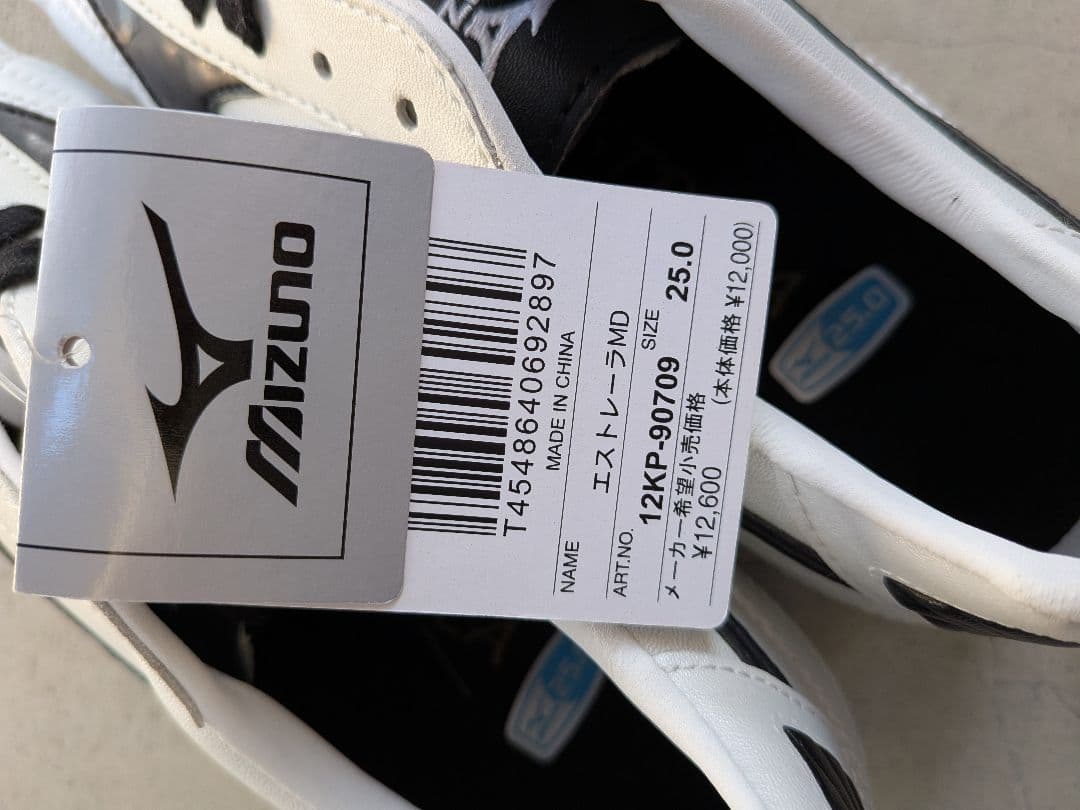 MIZUNO
T4548640692897
MADE IN CHINA
NAME エストレーラMD
ART.NO. SIZE
12KP-90709 25.0
メーカー希望小売価格
¥12,600 (本体価格 ¥12,000)
25.0
25.0